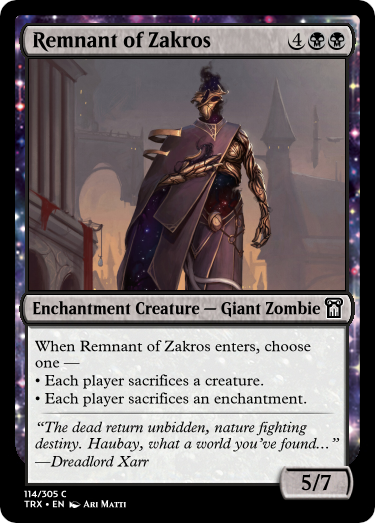 Remnant of Zakros 4
Enchantment Creature — Giant Zombie
When Remnant of Zakros enters, choose
one —
• Each player sacrifices a creature.
• Each player sacrifices an enchantment.
“The dead return unbidden, nature fighting
destiny. Haubay, what a world you’ve found…”
—Dreadlord Xarr
5/7
114/305 C
TRX • EN Ari Matti